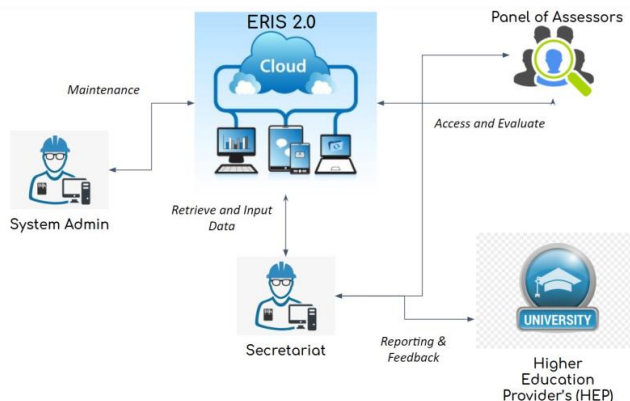 ERIS 2.0
Panel of Assessors
Cloud
Maintenance
Access and Evaluate
System Admin
Retrieve and Input
Data
Secretariat
Reporting &
Feedback
UNIVERSITY
Higher
Education
Provider's (HEP)